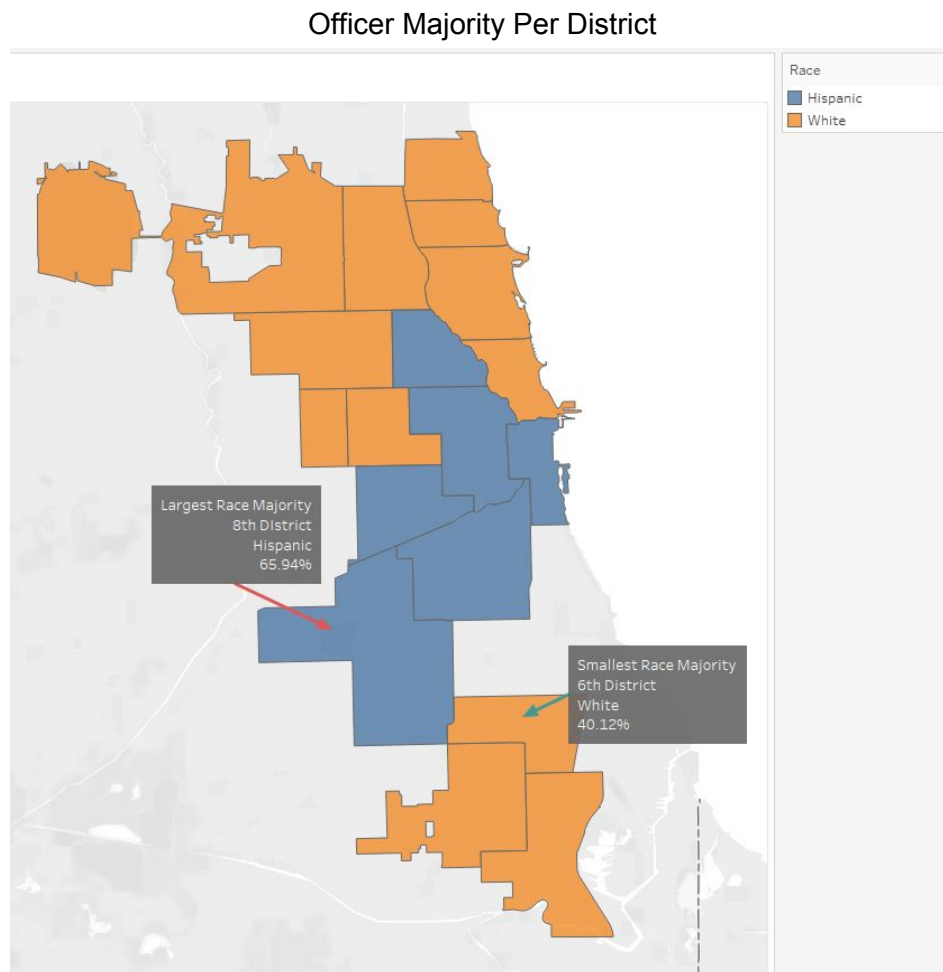 Officer Majority Per District
Race
Hispanic
White
Largest Race Majority
8th District
Hispanic
65.94%
Smallest Race Majority
6th District
White
40.12%